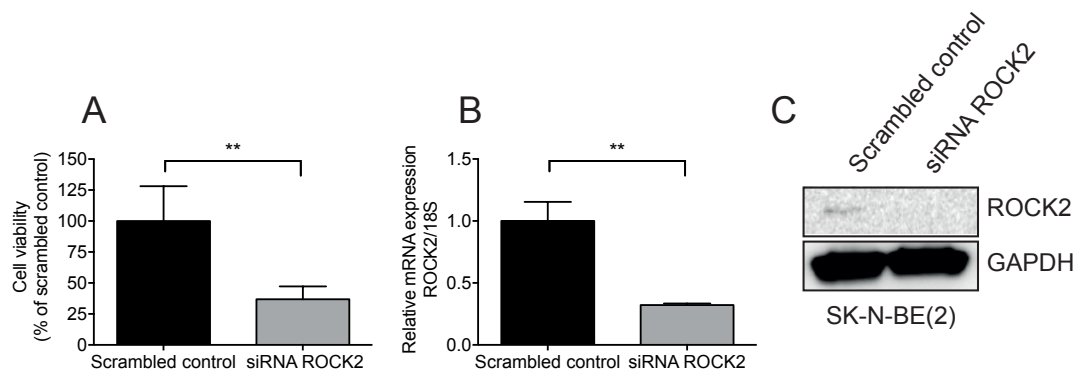 A
Cell viability
(% of scrambled control)
150
125
100
75
50
25
0
**
Scrambled control
siRNA ROCK2
B
Relative mRNA expression
ROCK2/18S
1.5
1.0
0.5
0.0
**
Scrambled control
siRNA ROCK2
C
Scrambled control
siRNA ROCK2
ROCK2
GAPDH
SK-N-BE(2)